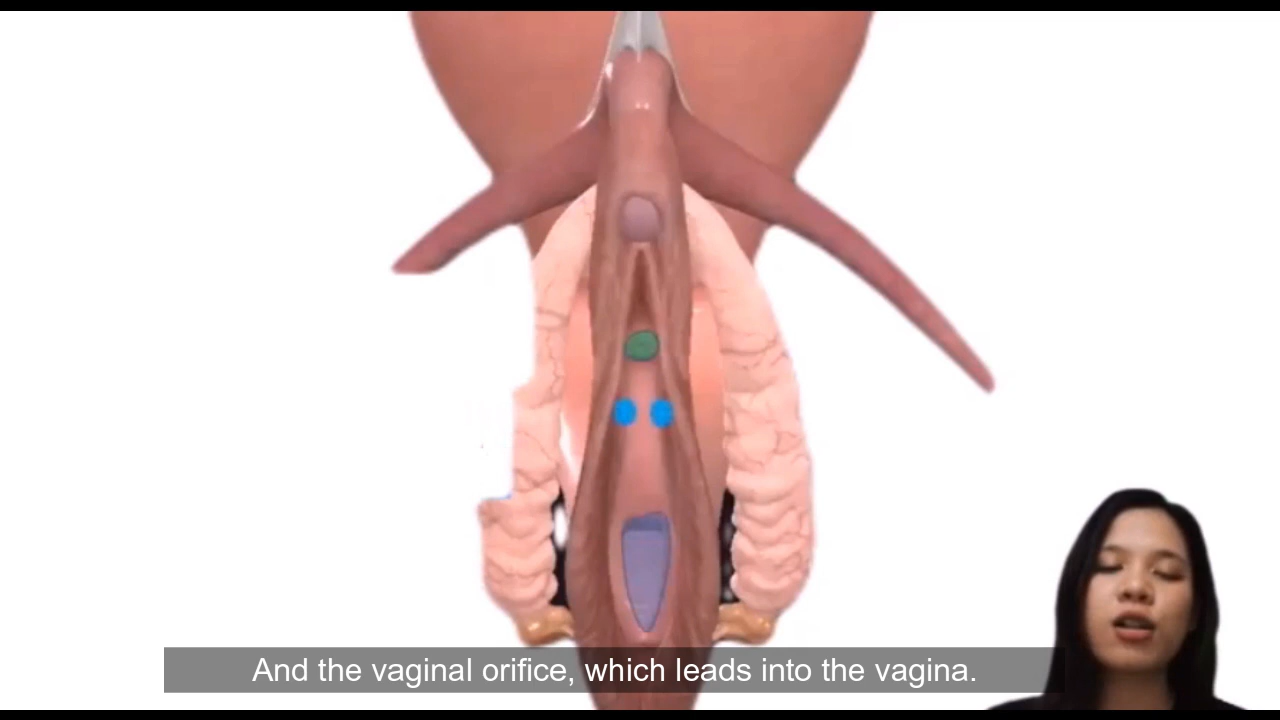 And the vaginal orifice, which leads into the vagina.